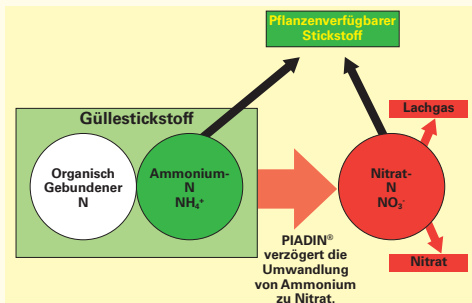 Pflanzenverfügbarer
Stickstoff
Güllestickstoff
Organisch
Gebundener
N
Ammonium-
N
NH₄⁺
Nitrat-
N
NO₃⁻
Lachgas
Nitrat
PIADIN®
verzögert die
Umwandlung
von Ammonium
zu Nitrat.